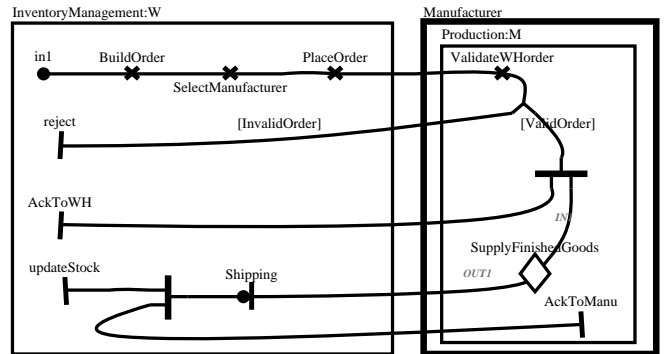 InventoryManagement:W
Manufacturer
Production:M
in1
BuildOrder
PlaceOrder
ValidateWHorder
SelectManufacturer
reject
[InvalidOrder]
[ValidOrder]
AckToWH
IN1
SupplyFinishedGoods
updateStock
Shipping
OUT1
AckToManu